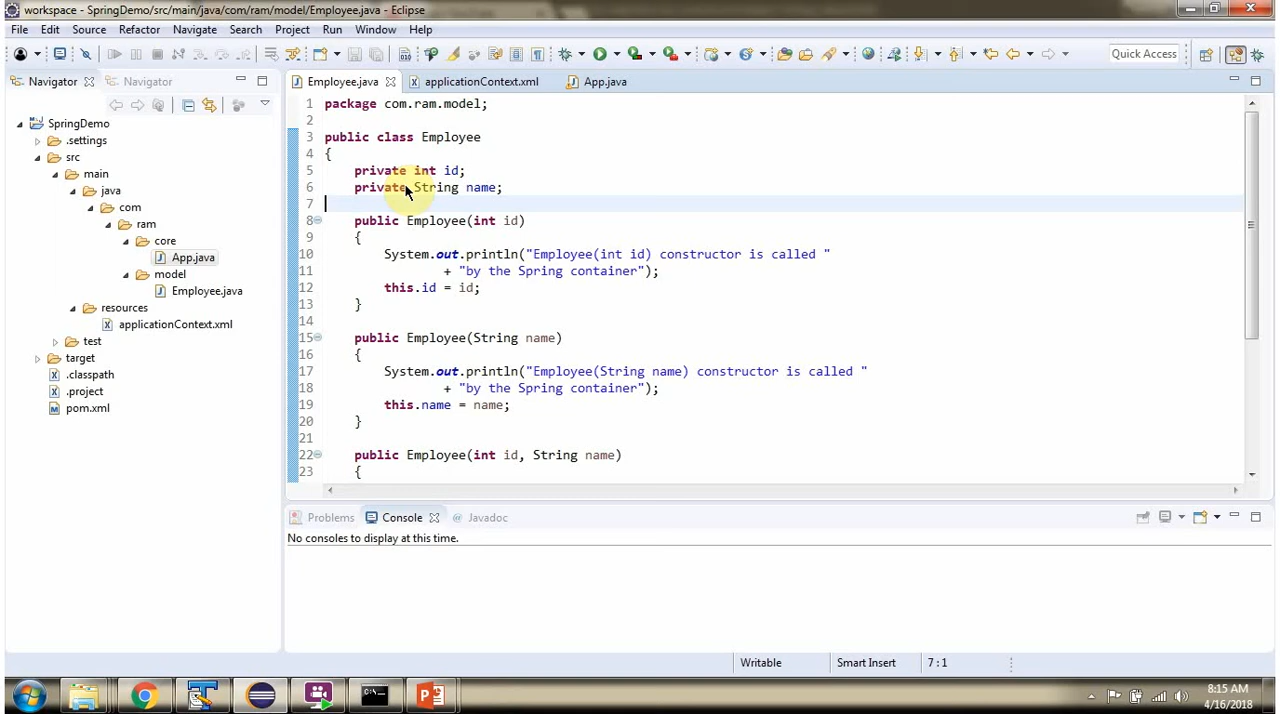 workspace - SpringDemo/src/main/java/com/ram/model/Employee.java - Eclipse
File Edit Source Refactor Navigate Search Project Run Window Help
Quick Access
Navigator
Navigator
Employee.java
applicationContext.xml
App.java
SpringDemo
.settings
src
main
java
com
ram
core
App.java
model
Employee.java
resources
applicationContext.xml
test
target
.classpath
.project
pom.xml
1 package com.ram.model;
2
3 public class Employee
4 {
5 private int id;
6 private String name;
7
8 public Employee(int id)
9 {
10 System.out.println("Employee(int id) constructor is called "
11 + "by the Spring container");
12 this.id = id;
13 }
14
15 public Employee(String name)
16 {
17 System.out.println("Employee(String name) constructor is called "
18 + "by the Spring container");
19 this.name = name;
20 }
21
22 public Employee(int id, String name)
23 {
Problems Console Javadoc
No consoles to display at this time.
Writable Smart Insert 7 : 1
8:15 AM
4/16/2018